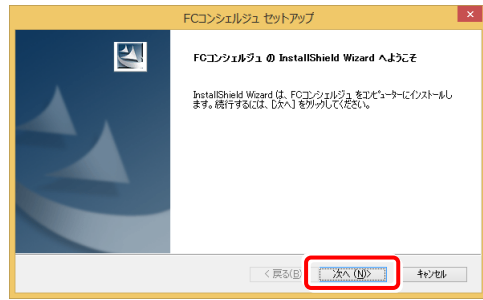 FCコンシェルジュ セットアップ
FCコンシェルジュ の InstallShield Wizard へようこそ
InstallShield Wizard は、FCコンシェルジュ をコンピューターにインストールし
ます。続行するには、[次へ] をクリックしてください。
< 戻る(B) 次へ(N)> キャンセル